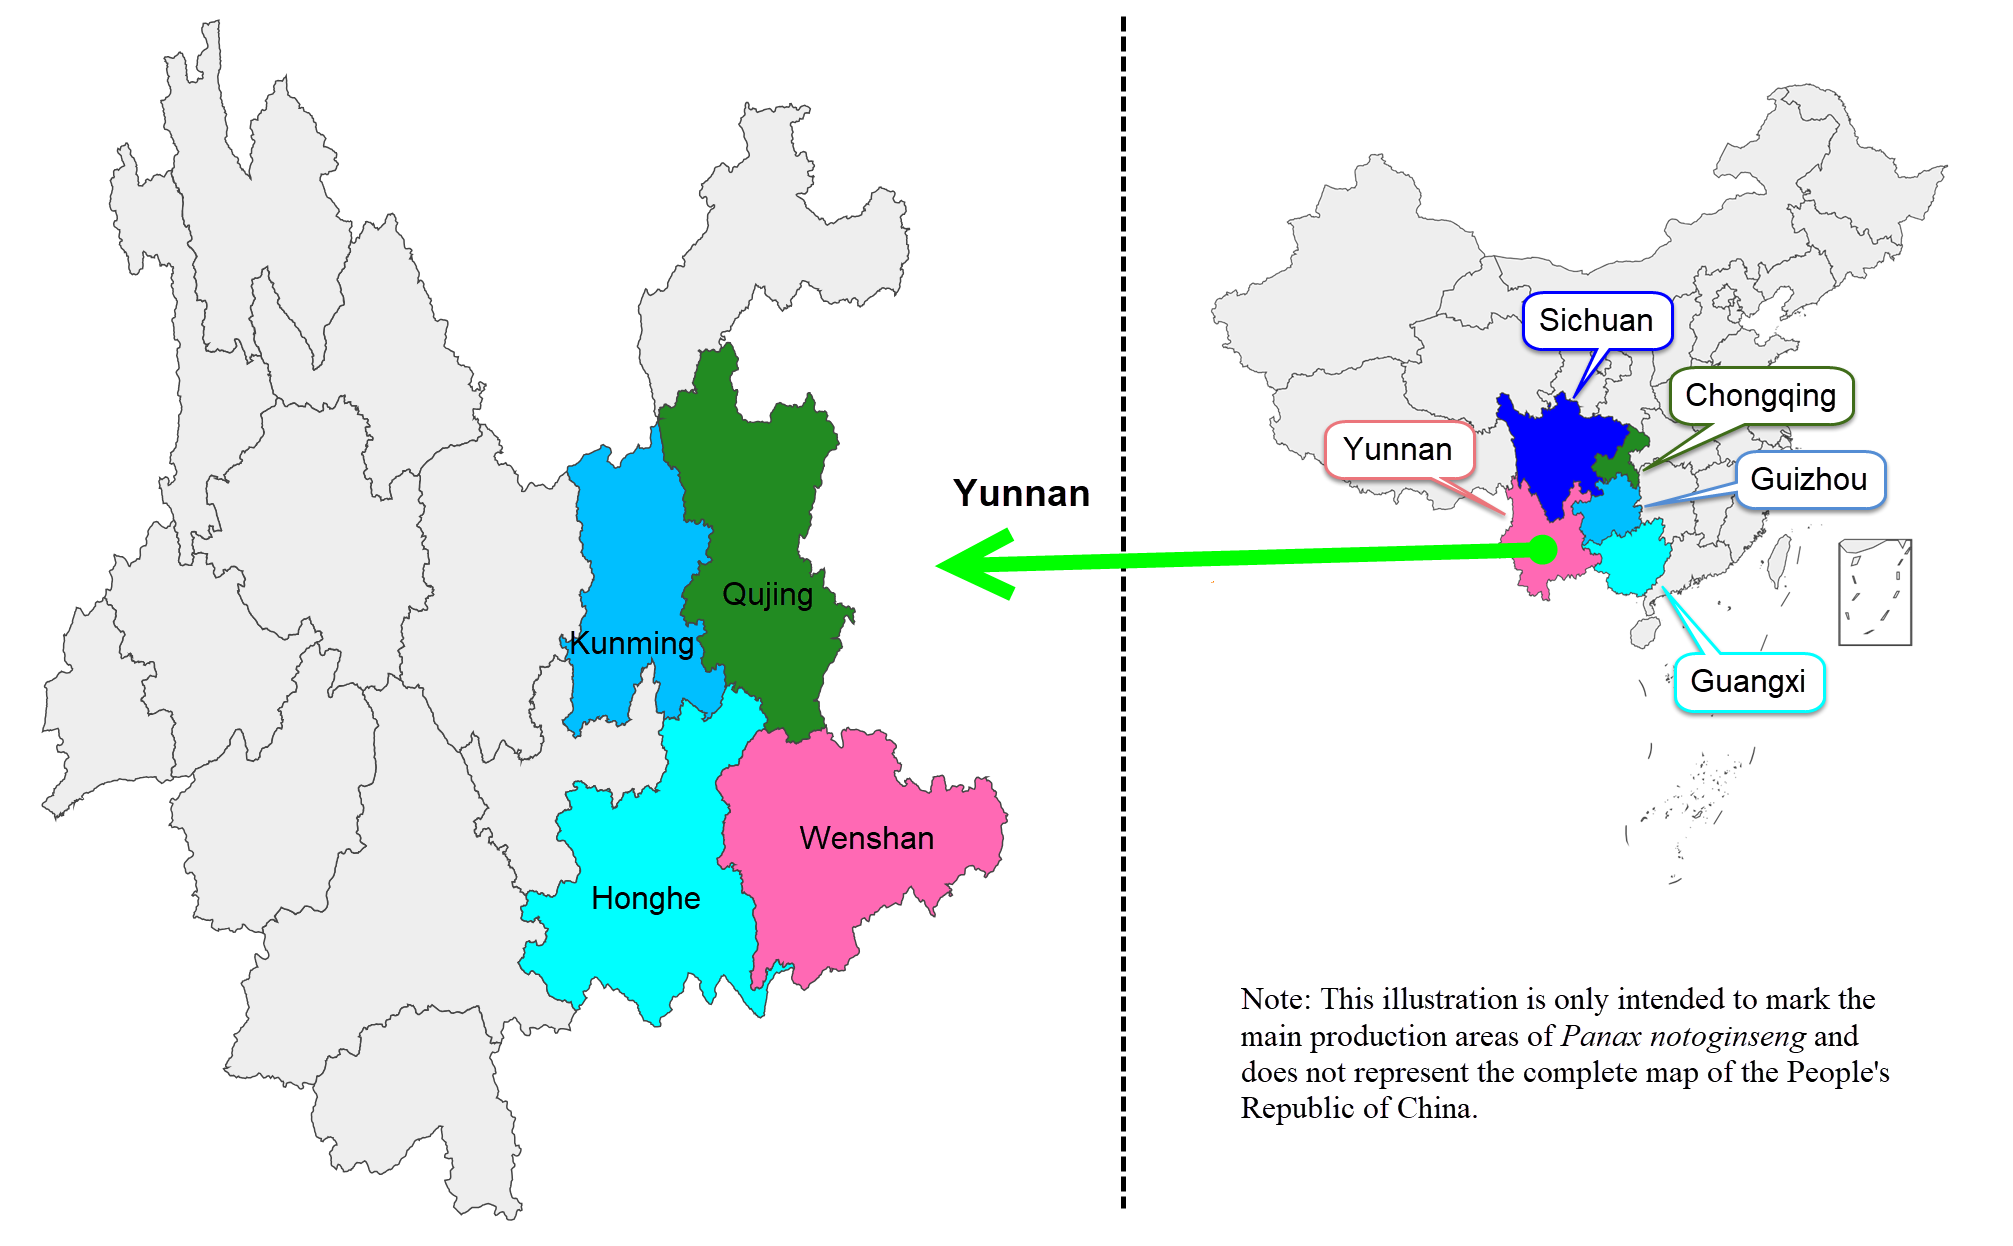 Yunnan
Qujing
Kunming
Wenshan
Honghe
Sichuan
Chongqing
Yunnan
Guizhou
Guangxi
Note: This illustration is only intended to mark the
main production areas of Panax notoginseng and
does not represent the complete map of the People's
Republic of China.